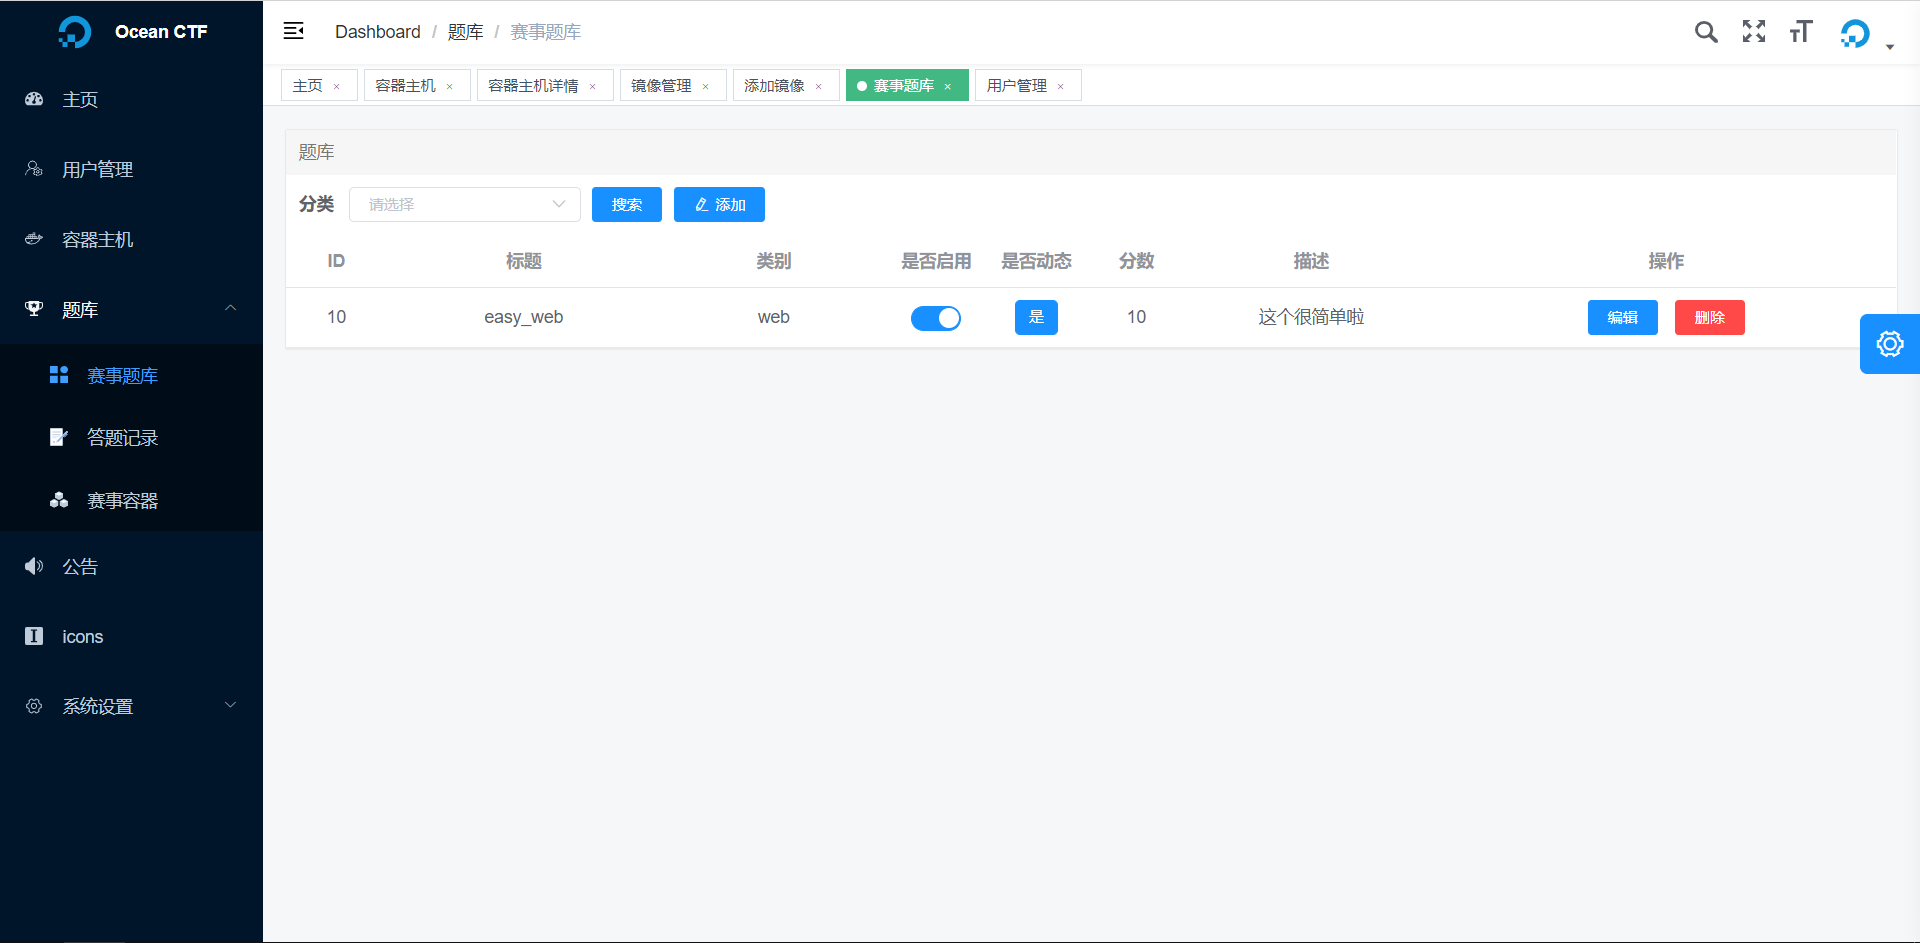 Ocean CTF
主页
用户管理
容器主机
题库
赛事题库
答题记录
赛事容器
公告
icons
系统设置
Dashboard / 题库 / 赛事题库
主页 × 容器主机 × 容器主机详情 × 镜像管理 × 添加镜像 × 赛事题库 × 用户管理 ×
题库
分类 请选择 搜索 添加
ID 标题 类别 是否启用 是否动态 分数 描述 操作
10 easy_web web 是 10 这个很简单啦 编辑 删除